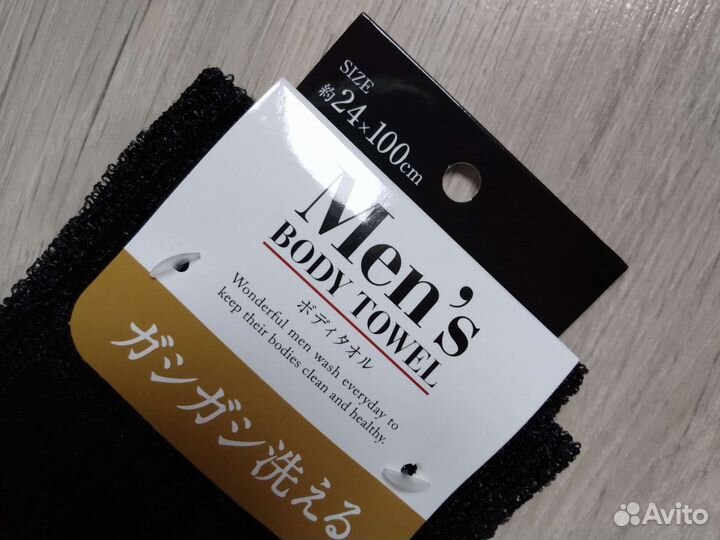 SIZE
約24×100cm
Men's
BODY TOWEL
ボディタオル
Wonderful men wash everyday to
keep their bodies clean and healthy.
ガシガシ洗える
Avito